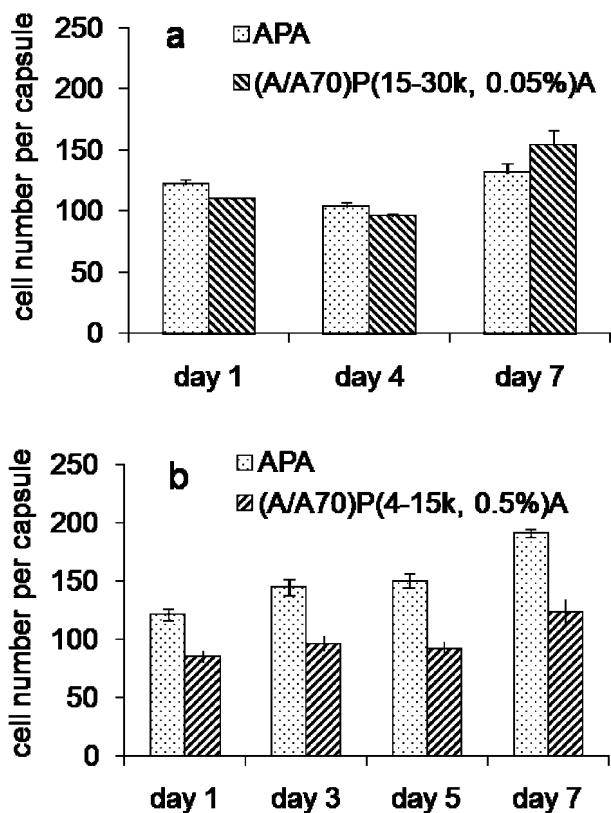 a
APA
(A/A70)P(15-30k, 0.05%)A
cell number per capsule
250
200
150
100
50
0
day 1 day 4 day 7
b
APA
(A/A70)P(4-15k, 0.5%)A
cell number per capsule
250
200
150
100
50
0
day 1 day 3 day 5 day 7